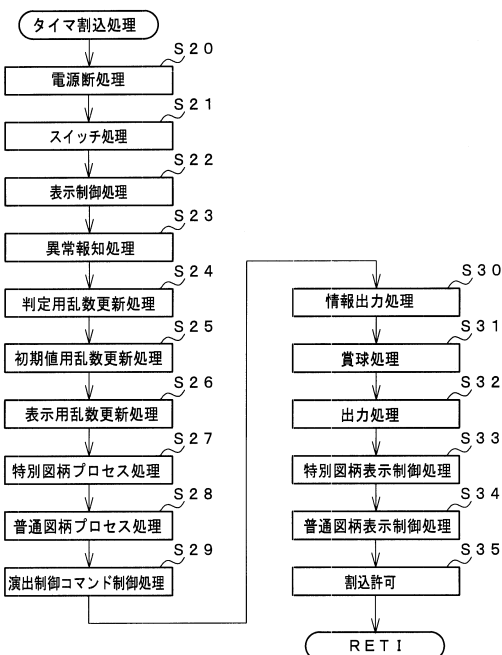 タイマ割込処理
S20
電源断処理
S21
スイッチ処理
S22
表示制御処理
S23
異常報知処理
S24
判定用乱数更新処理
S25
初期値用乱数更新処理
S26
表示用乱数更新処理
S27
特別図柄プロセス処理
S28
普通図柄プロセス処理
S29
演出制御コマンド制御処理
S30
情報出力処理
S31
賞球処理
S32
出力処理
S33
特別図柄表示制御処理
S34
普通図柄表示制御処理
S35
割込許可
RETI